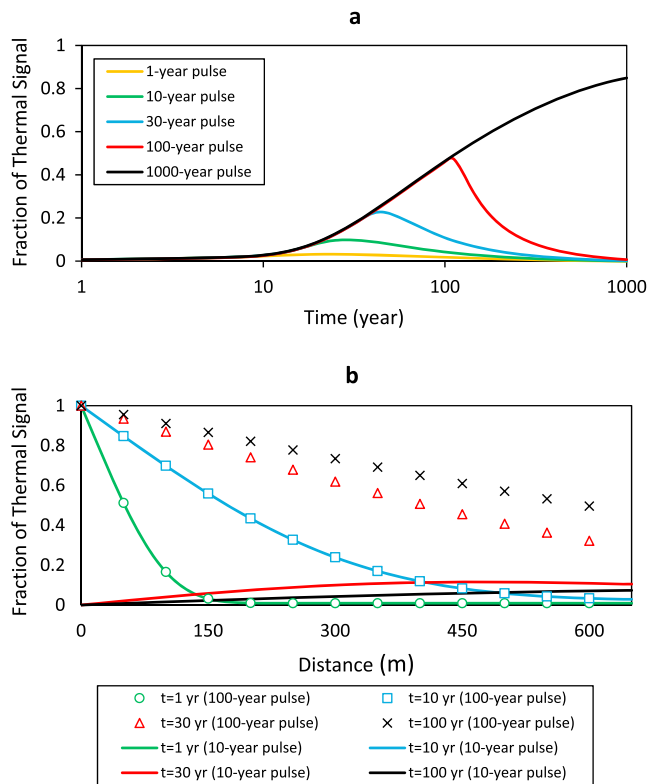 a
Fraction of Thermal Signal
1
0.8
0.6
0.4
0.2
0
1-year pulse
10-year pulse
30-year pulse
100-year pulse
1000-year pulse
1 10 100 1000
Time (year)
b
Fraction of Thermal Signal
1
0.8
0.6
0.4
0.2
0
0 150 300 450 600
Distance (m)
t=1 yr (100-year pulse) t=10 yr (100-year pulse)
t=30 yr (100-year pulse) t=100 yr (100-year pulse)
t=1 yr (10-year pulse) t=10 yr (10-year pulse)
t=30 yr (10-year pulse) t=100 yr (10-year pulse)